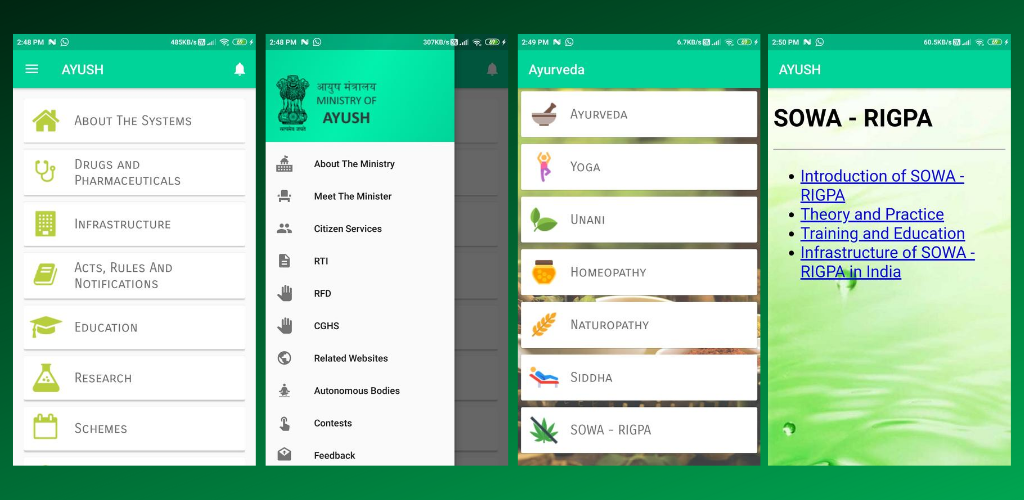 2:48 PM
485KB/s
AYUSH
About The Systems
Drugs and
Pharmaceuticals
Infrastructure
Acts, Rules And
Notifications
Education
Research
Schemes
2:48 PM
307KB/s
आयुष मंत्रालय
MINISTRY OF
AYUSH
सत्यमेव जयते
About The Ministry
Meet The Minister
Citizen Services
RTI
RFD
CGHS
Related Websites
Autonomous Bodies
Contests
Feedback
2:49 PM
6.7KB/s
Ayurveda
Ayurveda
Yoga
Unani
Homeopathy
Naturopathy
Siddha
SOWA - RIGPA
2:50 PM
60.5KB/s
AYUSH
SOWA - RIGPA
Introduction of SOWA -
RIGPA
Theory and Practice
Training and Education
Infrastructure of SOWA -
RIGPA in India